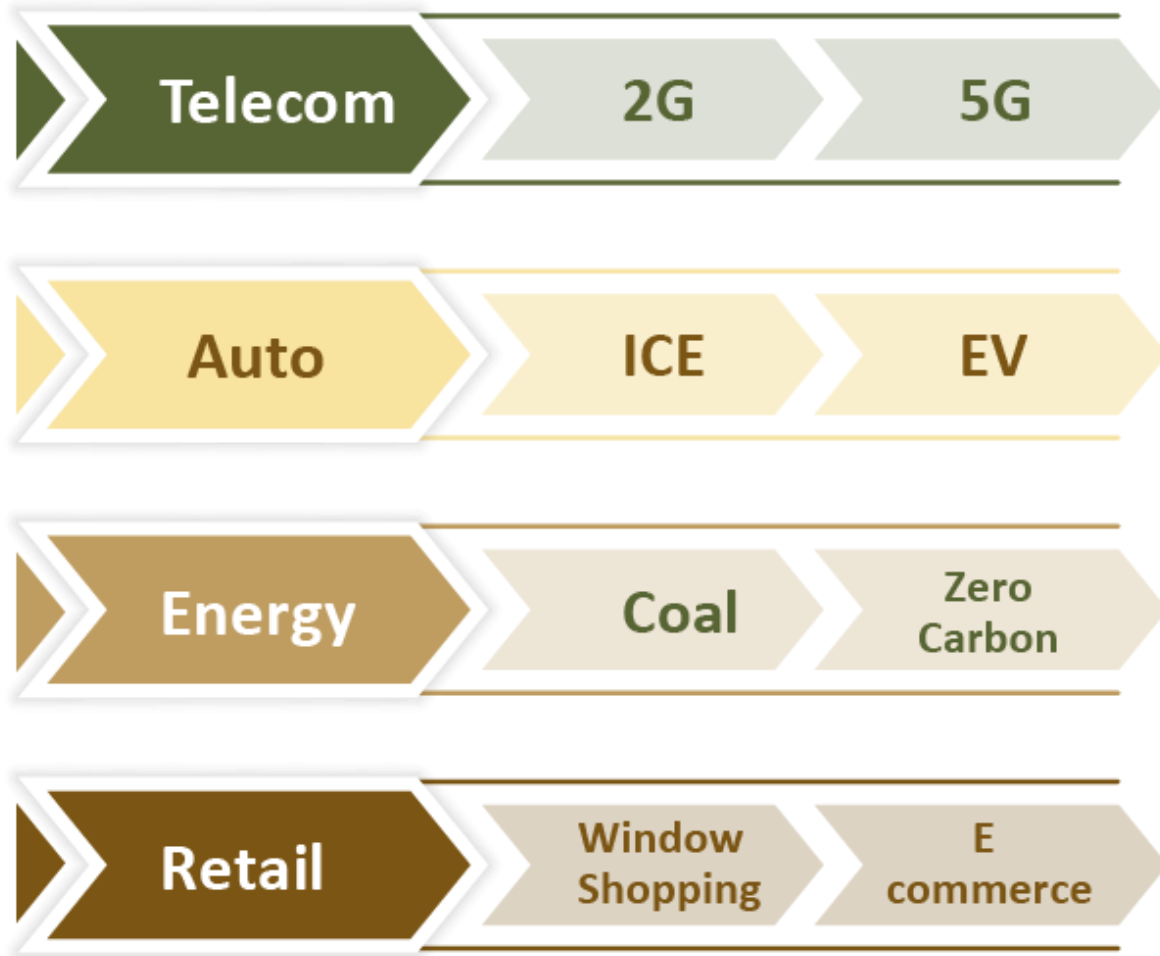 Telecom
2G
5G
Auto
ICE
EV
Energy
Coal
Zero
Carbon
Retail
Window
Shopping
E
commerce